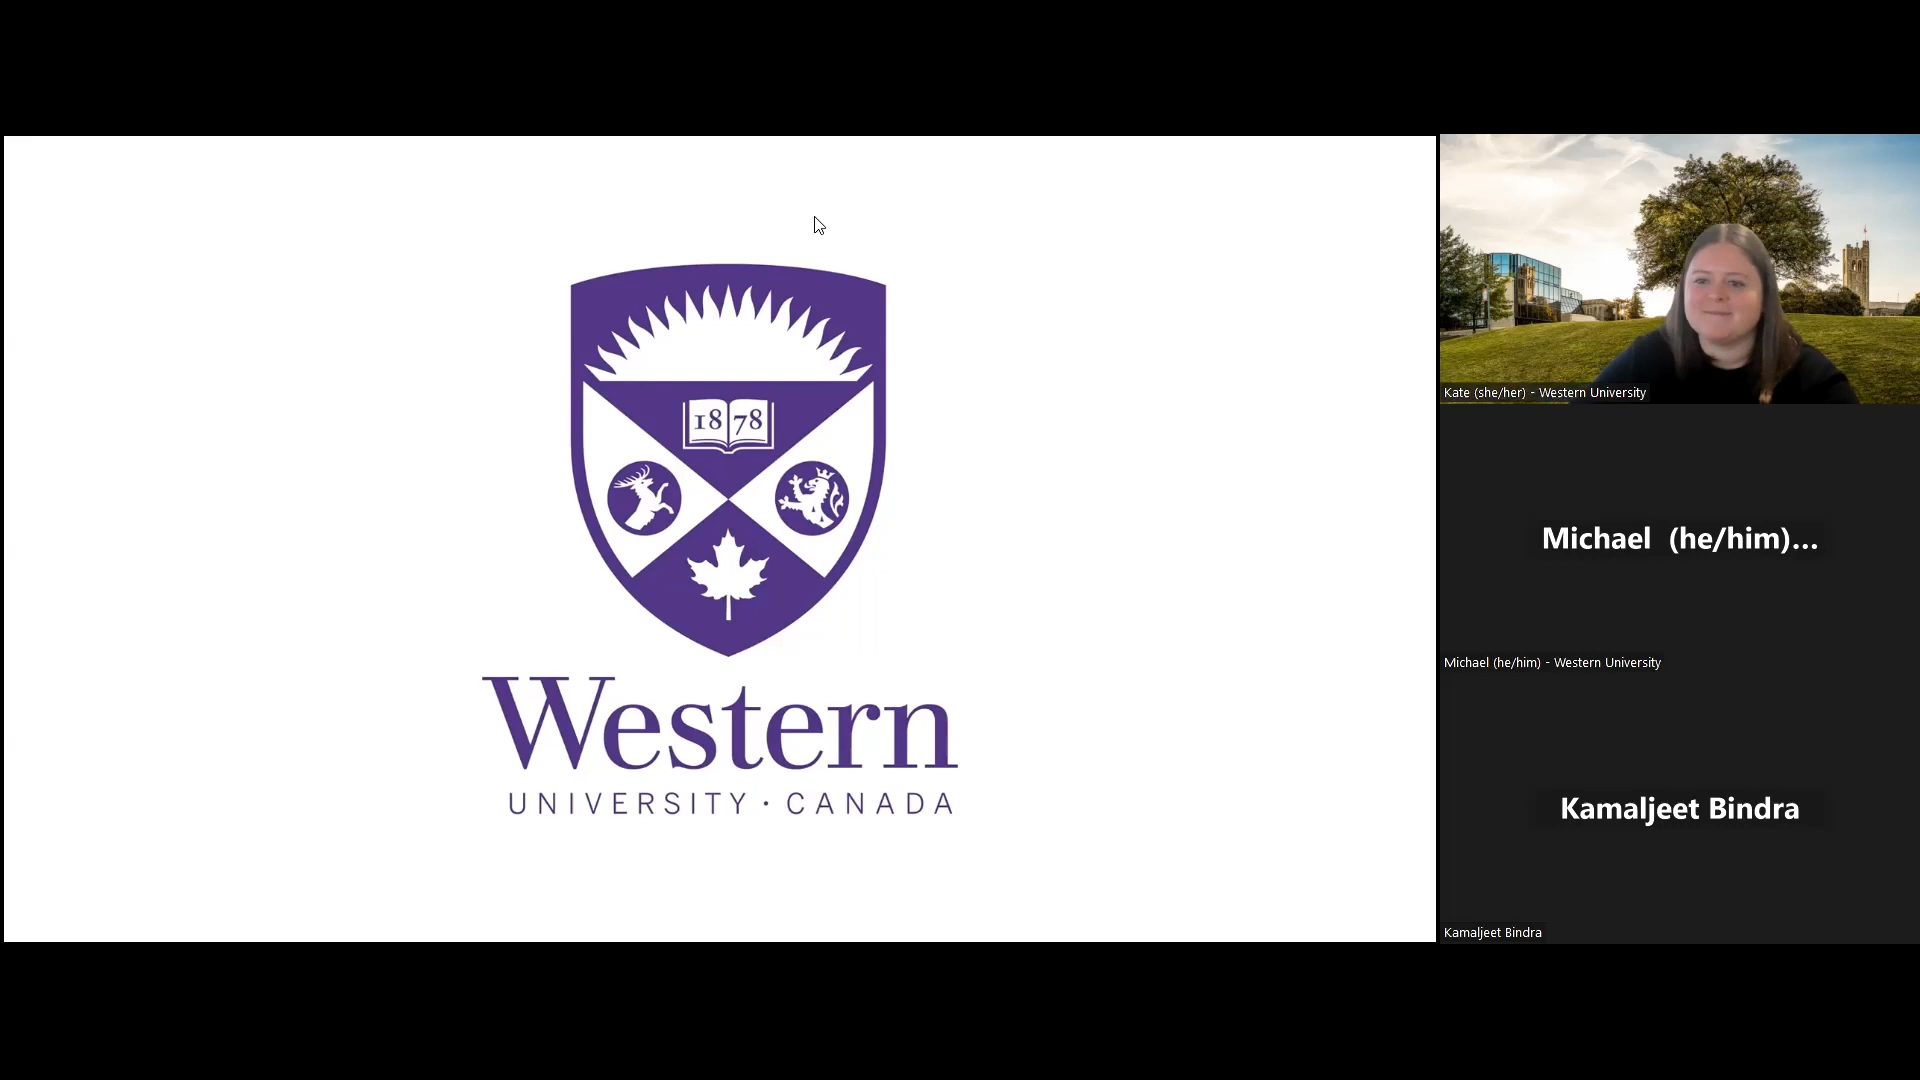 1878
Western
UNIVERSITY · CANADA
Kate (she/her) - Western University
Michael (he/him)...
Michael (he/him) - Western University
Kamaljeet Bindra
Kamaljeet Bindra